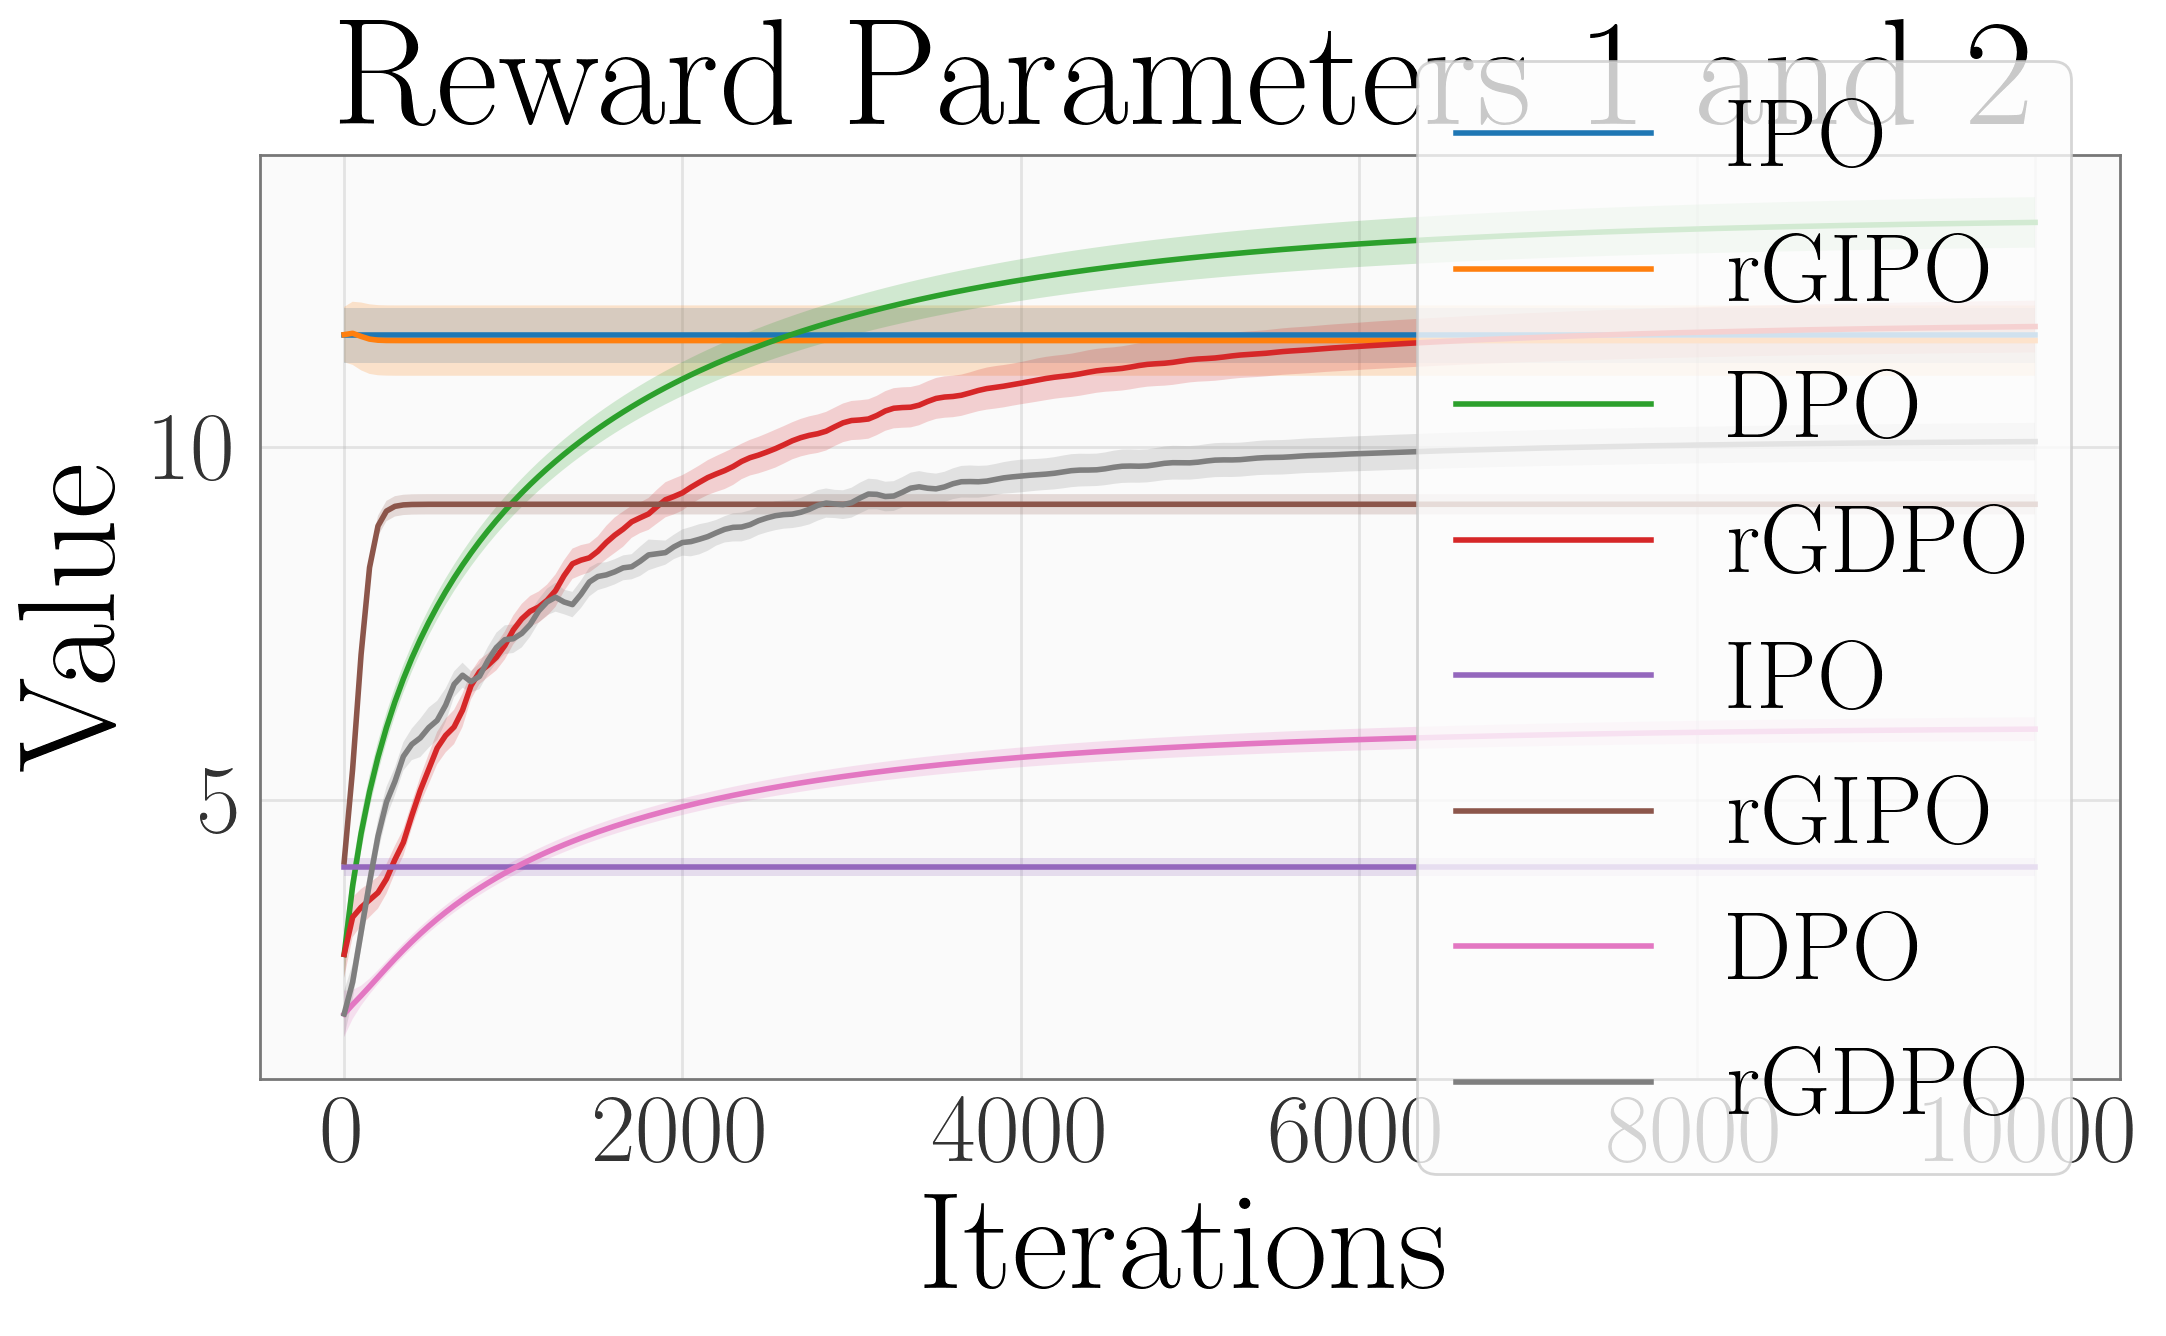 Reward Parameters 1 and 2
IPO
rGIPO
DPO
rGDPO
IPO
rGIPO
DPO
rGDPO
Value
10
5
0 2000 4000 6000 8000 10000
Iterations